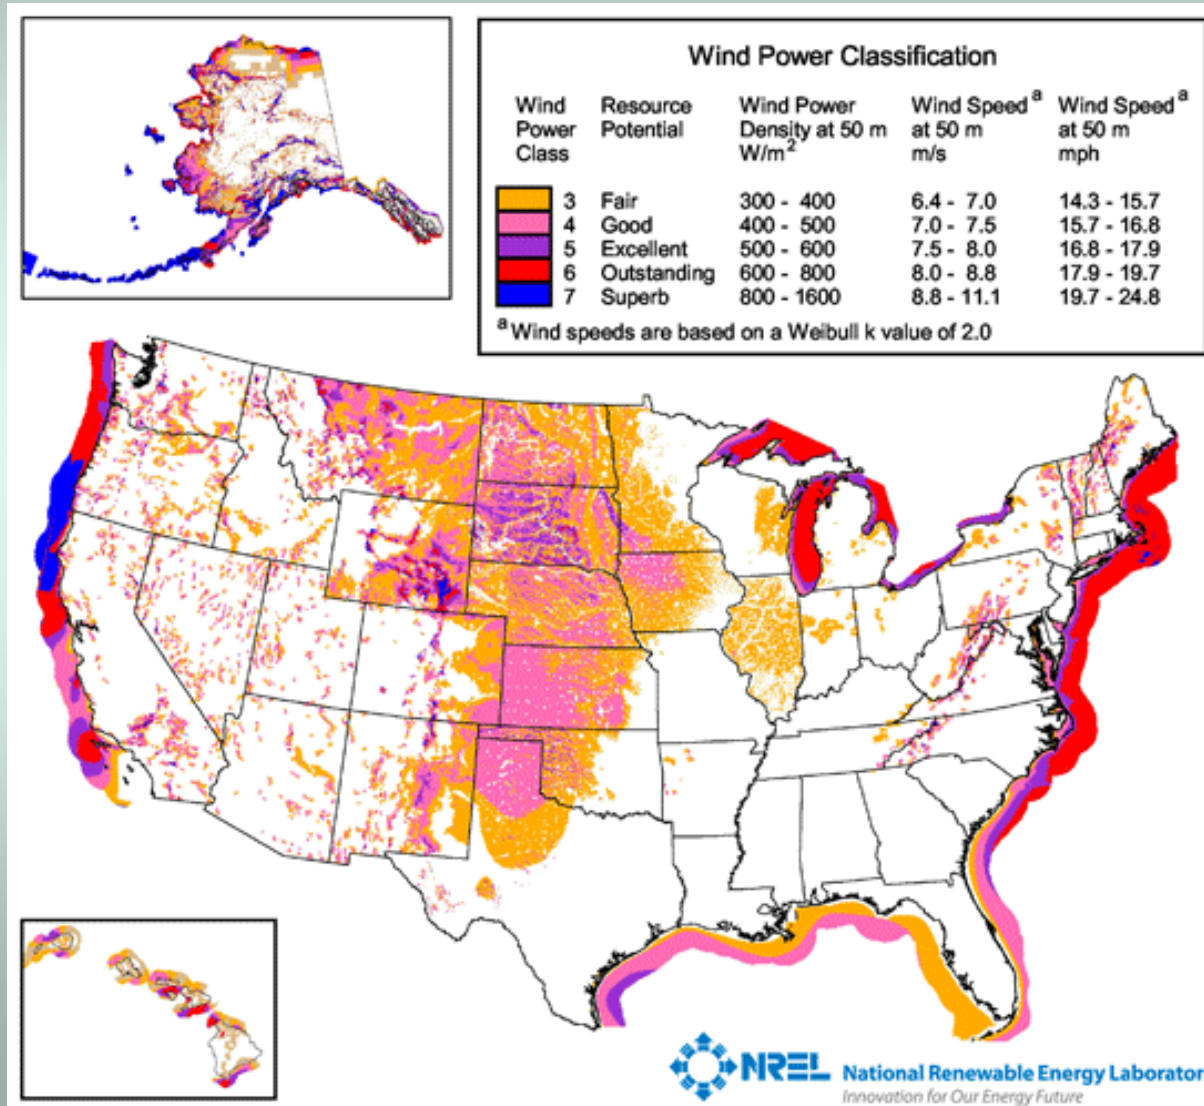 Wind Power Classification
Wind Power Class Resource Potential Wind Power Density at 50 m W/m² Wind Speed ᵃ at 50 m m/s Wind Speed ᵃ at 50 m mph
3 Fair 300 - 400 6.4 - 7.0 14.3 - 15.7
4 Good 400 - 500 7.0 - 7.5 15.7 - 16.8
5 Excellent 500 - 600 7.5 - 8.0 16.8 - 17.9
6 Outstanding 600 - 800 8.0 - 8.8 17.9 - 19.7
7 Superb 800 - 1600 8.8 - 11.1 19.7 - 24.8
ᵃ Wind speeds are based on a Weibull k value of 2.0
NREL National Renewable Energy Laborator
Innovation for Our Energy Future